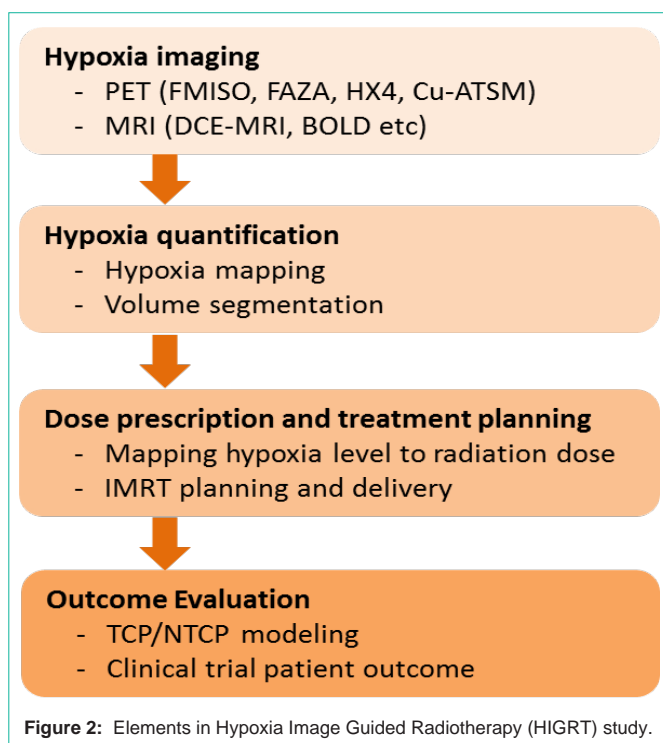 Hypoxia imaging
- PET (FMISO, FAZA, HX4, Cu-ATSM)
- MRI (DCE-MRI, BOLD etc)
Hypoxia quantification
- Hypoxia mapping
- Volume segmentation
Dose prescription and treatment planning
- Mapping hypoxia level to radiation dose
- IMRT planning and delivery
Outcome Evaluation
- TCP/NTCP modeling
- Clinical trial patient outcome
Figure 2: Elements in Hypoxia Image Guided Radiotherapy (HIGRT) study.